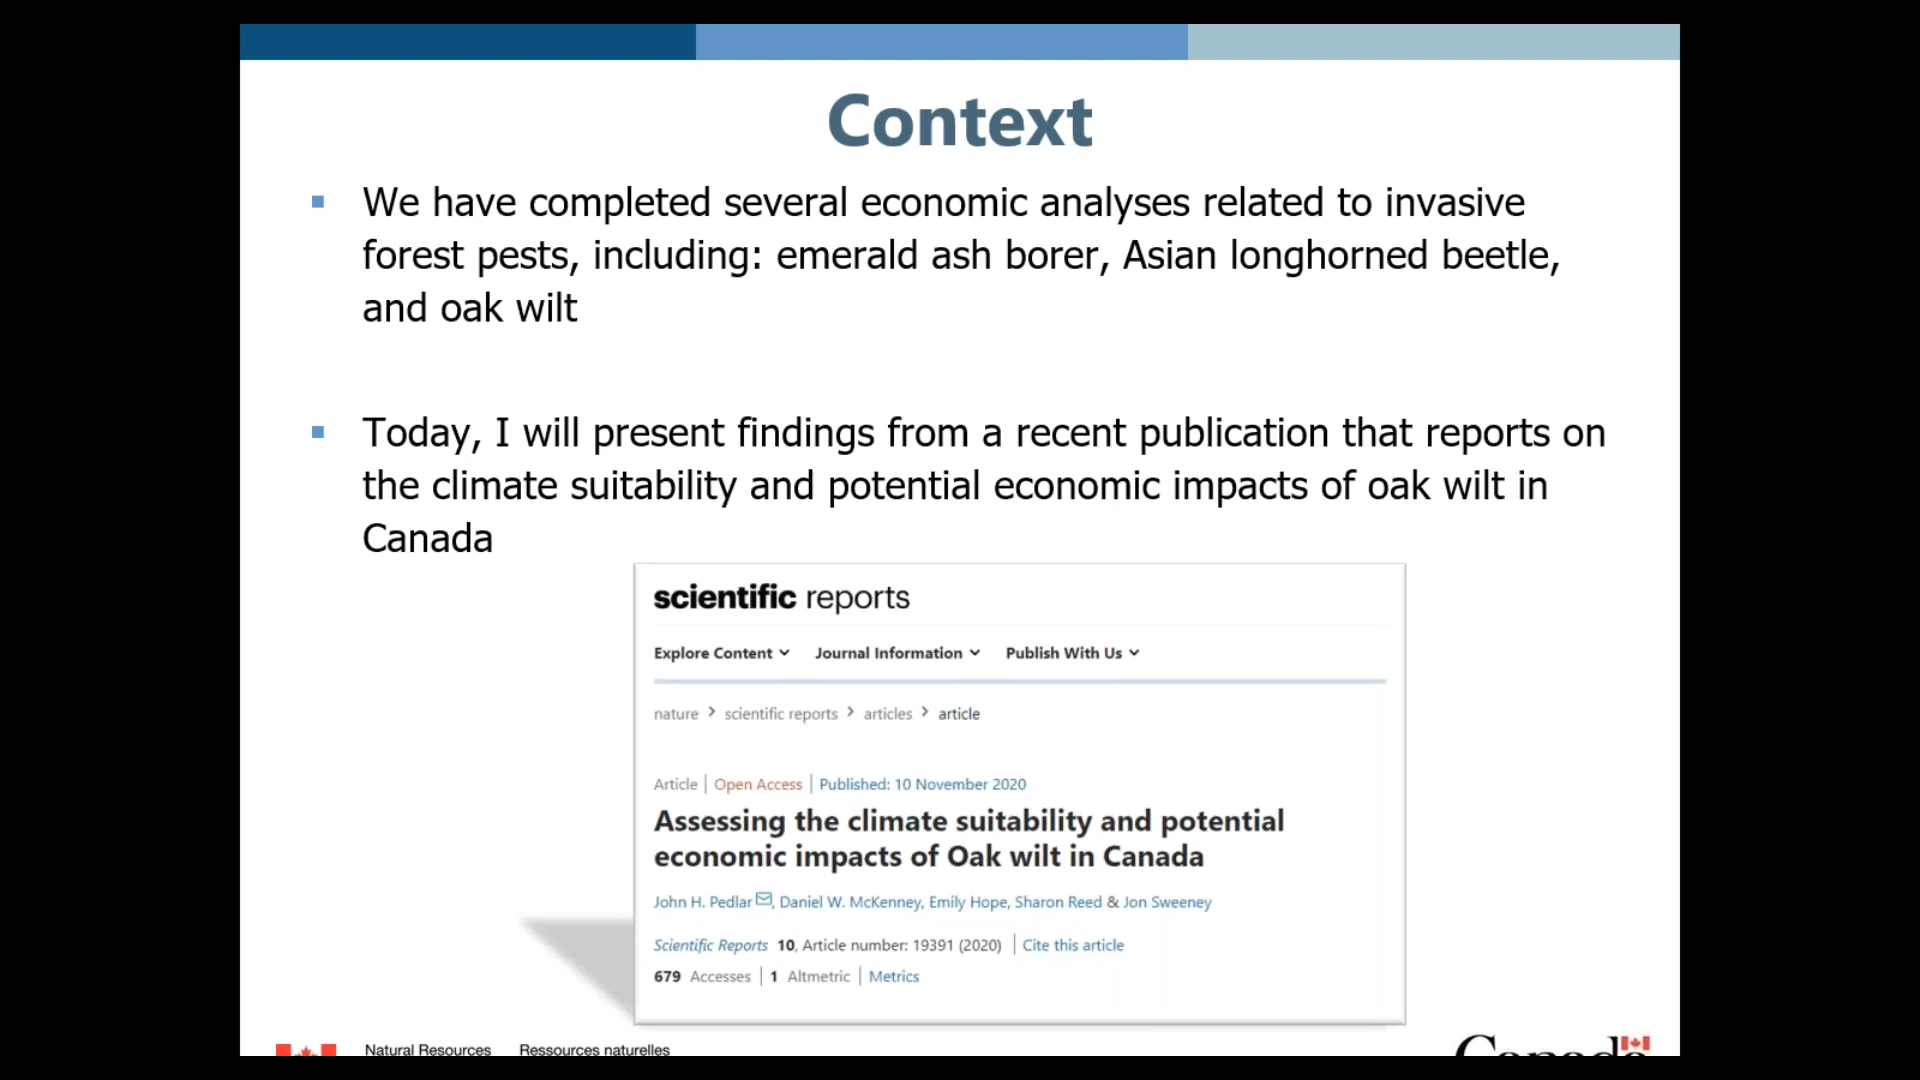 Context
We have completed several economic analyses related to invasive
forest pests, including: emerald ash borer, Asian longhorned beetle,
and oak wilt
Today, I will present findings from a recent publication that reports on
the climate suitability and potential economic impacts of oak wilt in
Canada
scientific reports
Explore Content Journal Information Publish With Us
nature > scientific reports > articles > article
Article | Open Access | Published: 10 November 2020
Assessing the climate suitability and potential
economic impacts of Oak wilt in Canada
John H. Pedlar, Daniel W. McKenney, Emily Hope, Sharon Reed & Jon Sweeney
Scientific Reports 10, Article number: 19391 (2020) | Cite this article
679 Accesses | 1 Altmetric | Metrics
Natural Resources Ressources naturelles
Canada